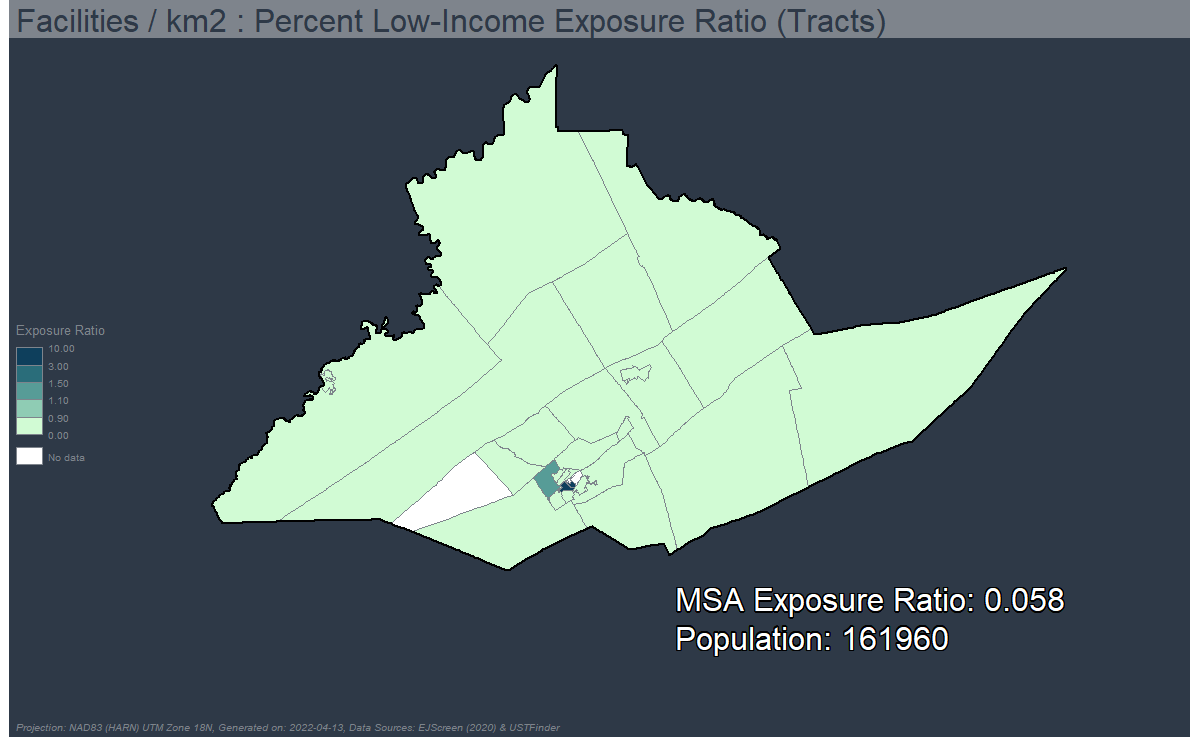 Facilities / km2 : Percent Low-Income Exposure Ratio (Tracts)
Exposure Ratio
10.00
3.00
1.50
1.10
0.90
0.00
No data
MSA Exposure Ratio: 0.058
Population: 161960
Projection: NAD83 (HARN) UTM Zone 18N, Generated on: 2022-04-13, Data Sources: EJScreen (2020) & USTFinder